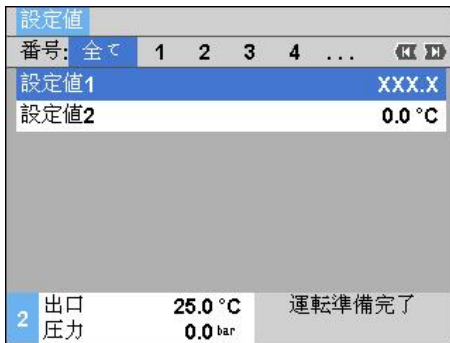 設定値
番号: 全て 1 2 3 4 ...
設定値1 XXX.X
設定値2 0.0 °C
2 出口 25.0 °C 運転準備完了
圧力 0.0 bar